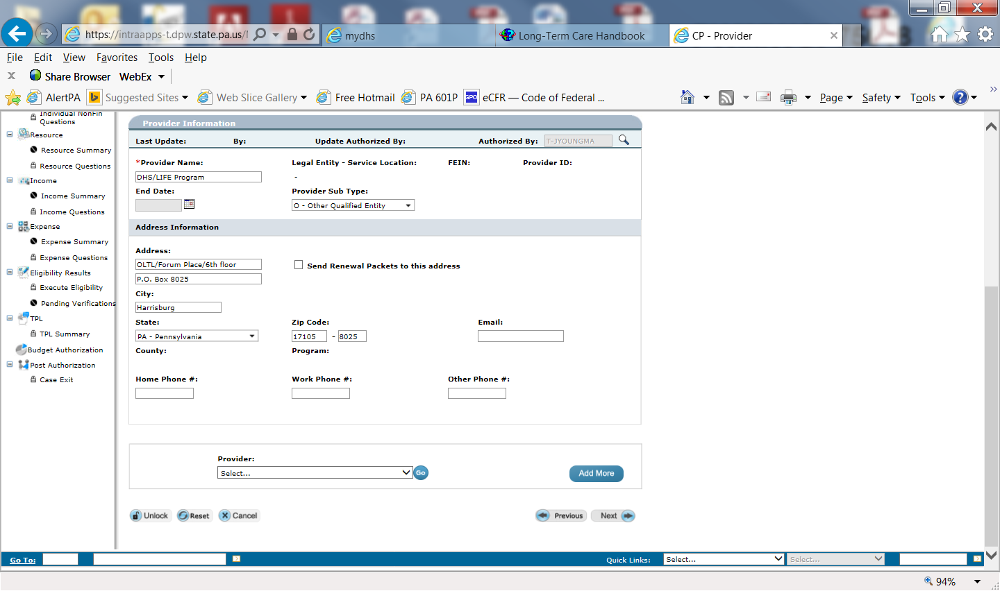 https://intraapps-t.dpw.state.pa.us/
mydhs
Long-Term Care Handbook
CP - Provider
File Edit View Favorites Tools Help
Share Browser WebEx
AlertPA Suggested Sites Web Slice Gallery Free Hotmail PA 601P GPO eCFR — Code of Federal ... Page Safety Tools
Individual NonFin
Questions
Resource
Resource Summary
Resource Questions
Income
Income Summary
Income Questions
Expense
Expense Summary
Expense Questions
Eligibility Results
Execute Eligibility
Pending Verifications
TPL
TPL Summary
Budget Authorization
Post Authorization
Case Exit
Provider Information
Last Update: By: Update Authorized By: Authorized By: T-JYOUNGMA
*Provider Name: Legal Entity - Service Location: FEIN: Provider ID:
DHS/LIFE Program -
End Date: Provider Sub Type:
O - Other Qualified Entity
Address Information
Address:
OLTL/Forum Place/6th floor
Send Renewal Packets to this address
P.O. Box 8025
City:
Harrisburg
State: Zip Code: Email:
PA - Pennsylvania 17105 - 8025
County: Program:
Home Phone #: Work Phone #: Other Phone #:
Provider:
Select... Go Add More
Unlock Reset Cancel Previous Next
Go To: Quick Links: Select... Select...
94%